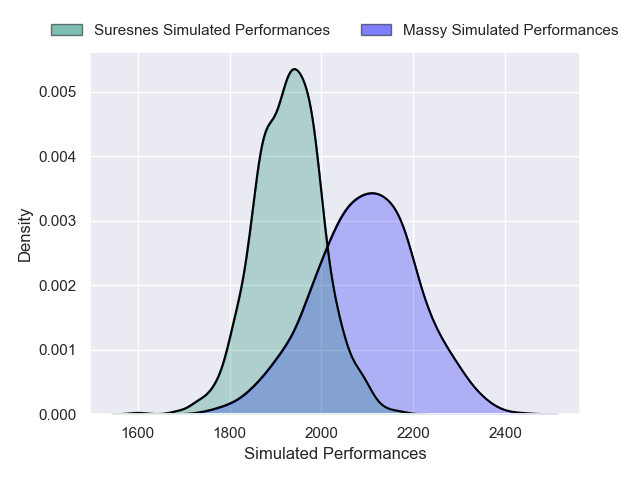 Suresnes Simulated Performances Massy Simulated Performances
0.005
0.004
0.003
0.002
0.001
0.000
Density
1600 1800 2000 2200 2400
Simulated Performances